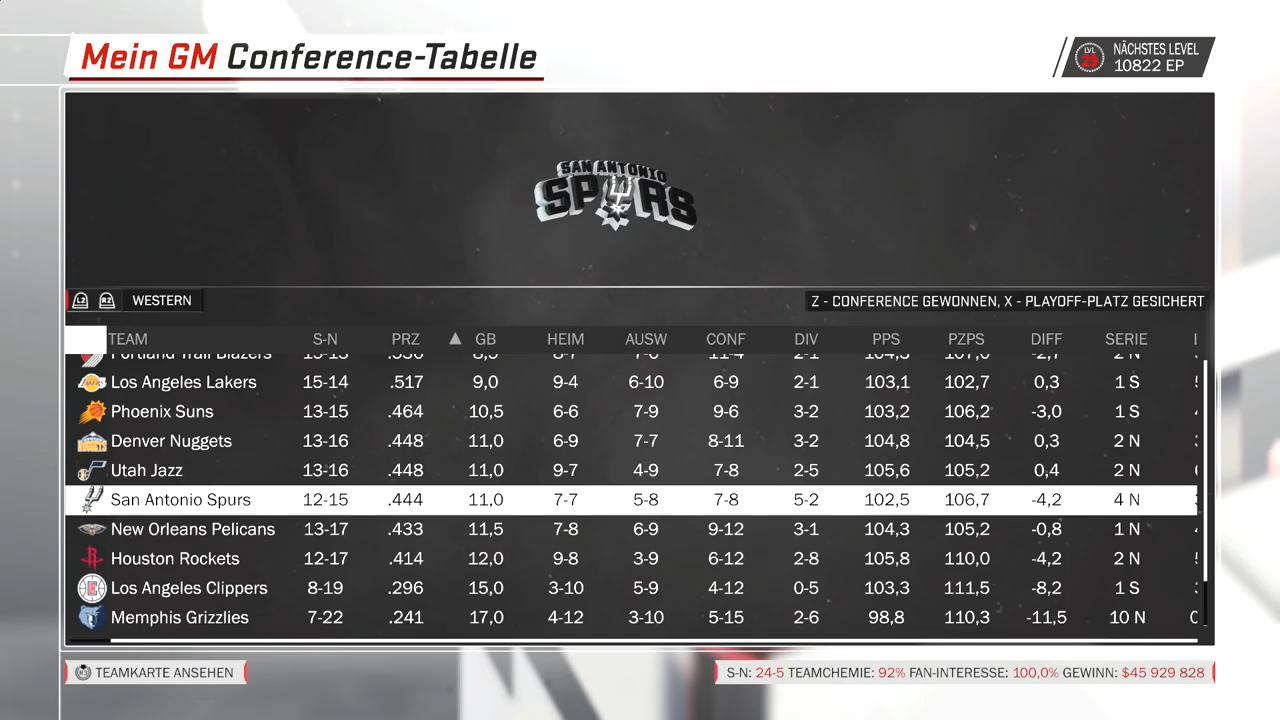 Mein GM Conference-Tabelle
LVL 29 NÄCHSTES LEVEL
10822 EP
SAN ANTONIO
SPURS
L2 R2 WESTERN Z - CONFERENCE GEWONNEN, X - PLAYOFF-PLATZ GESICHERT
TEAM S-N PRZ GB HEIM AUSW CONF DIV PPS PZPS DIFF SERIE
Portland Trail Blazers
Los Angeles Lakers 15-14 .517 9,0 9-4 6-10 6-9 2-1 103,1 102,7 0,3 1 S
Phoenix Suns 13-15 .464 10,5 6-6 7-9 9-6 3-2 103,2 106,2 -3,0 1 S
Denver Nuggets 13-16 .448 11,0 6-9 7-7 8-11 3-2 104,8 104,5 0,3 2 N
Utah Jazz 13-16 .448 11,0 9-7 4-9 7-8 2-5 105,6 105,2 0,4 2 N
San Antonio Spurs 12-15 .444 11,0 7-7 5-8 7-8 5-2 102,5 106,7 -4,2 4 N
New Orleans Pelicans 13-17 .433 11,5 7-8 6-9 9-12 3-1 104,3 105,2 -0,8 1 N
Houston Rockets 12-17 .414 12,0 9-8 3-9 6-12 2-8 105,8 110,0 -4,2 2 N
Los Angeles Clippers 8-19 .296 15,0 3-10 5-9 4-12 0-5 103,3 111,5 -8,2 1 S
Memphis Grizzlies 7-22 .241 17,0 4-12 3-10 5-15 2-6 98,8 110,3 -11,5 10 N
TEAMKARTE ANSEHEN S-N: 24-5 TEAMCHEMIE: 92% FAN-INTERESSE: 100,0% GEWINN: $45 929 828